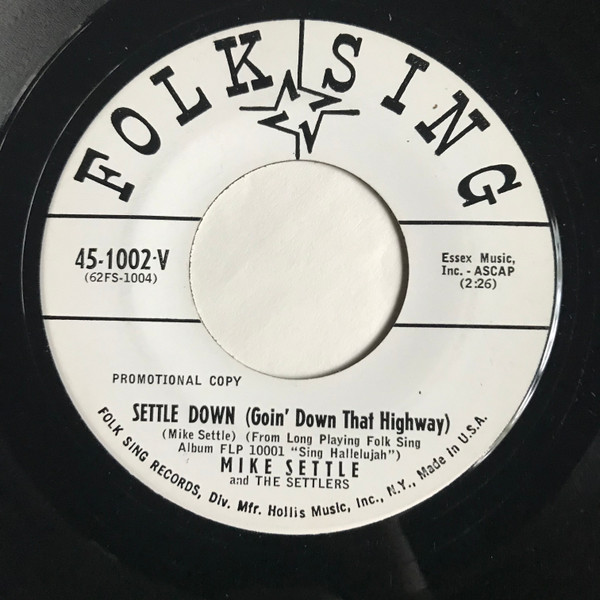 FOLK SING
45-1002-V
(62FS-1004)
Essex Music,
Inc. - ASCAP
(2:26)
PROMOTIONAL COPY
SETTLE DOWN (Goin' Down That Highway)
(Mike Settle) (From Long Playing Folk Sing
Album FLP 10001 "Sing Hallelujah")
MIKE SETTLE
and THE SETTLERS
FOLK SING RECORDS, Div. Mfr. Hollis Music, Inc., N.Y., Made in U.S.A.